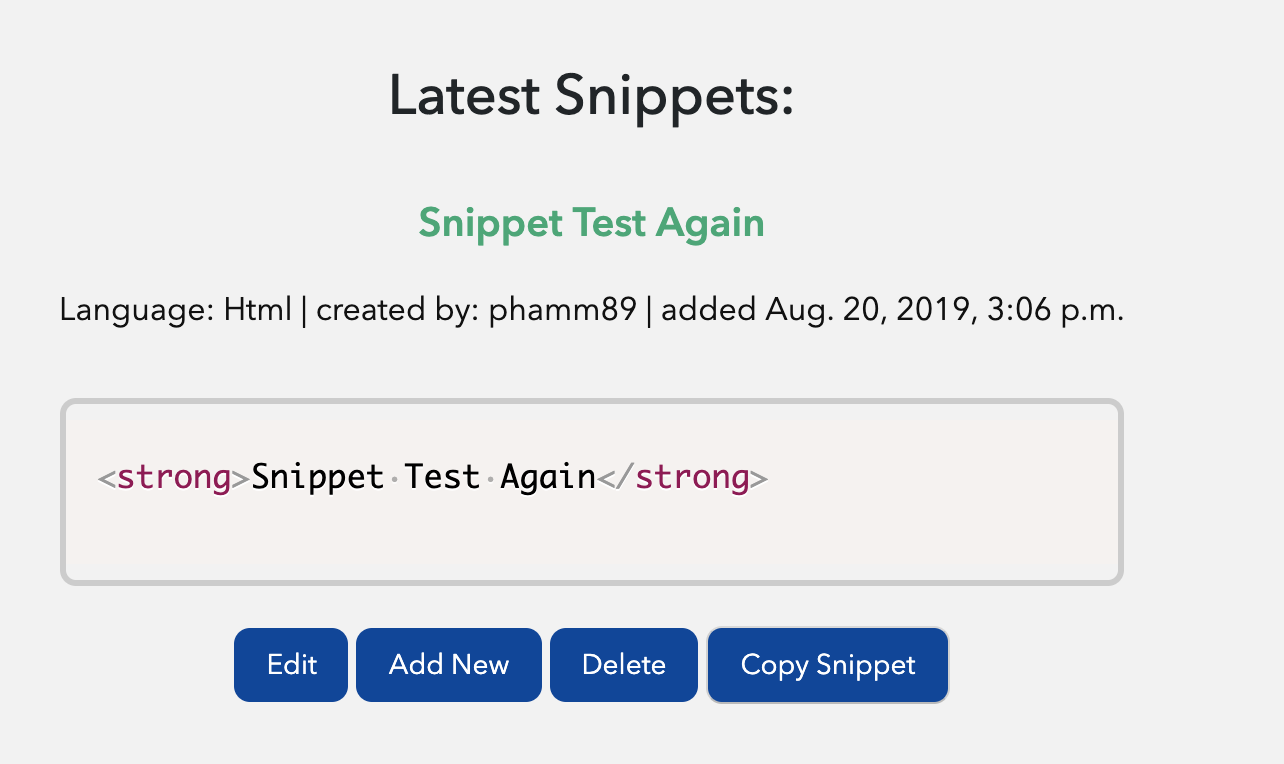 Latest Snippets:
Snippet Test Again
Language: Html | created by: phamm89 | added Aug. 20, 2019, 3:06 p.m.
<strong>Snippet·Test·Again</strong>
Edit Add New Delete Copy Snippet